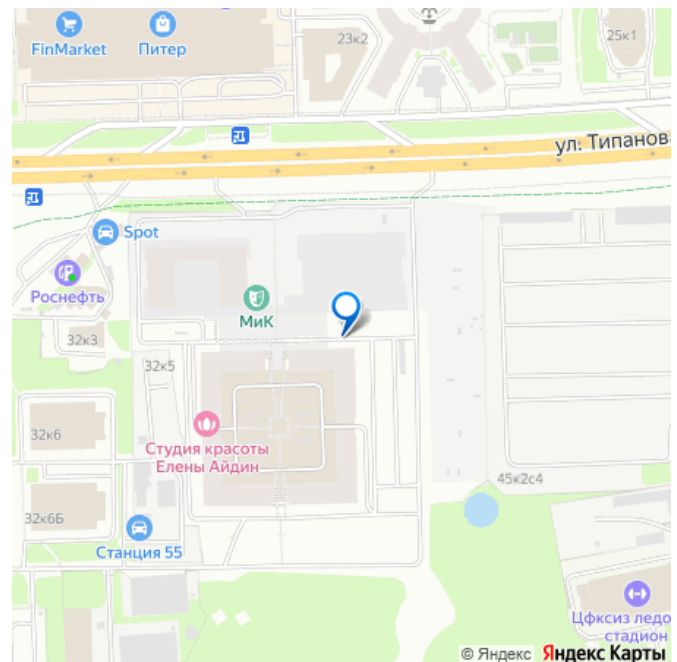 FinMarket
Питер
23к2
25к1
ул. Типанова
Spot
Роснефть
МиК
32к3
32к5
32к6
Студия красоты
Елены Айдин
32к6Б
Станция 55
45к2с4
Цфксиз ледо
стадион
© Яндекс Яндекс Карты